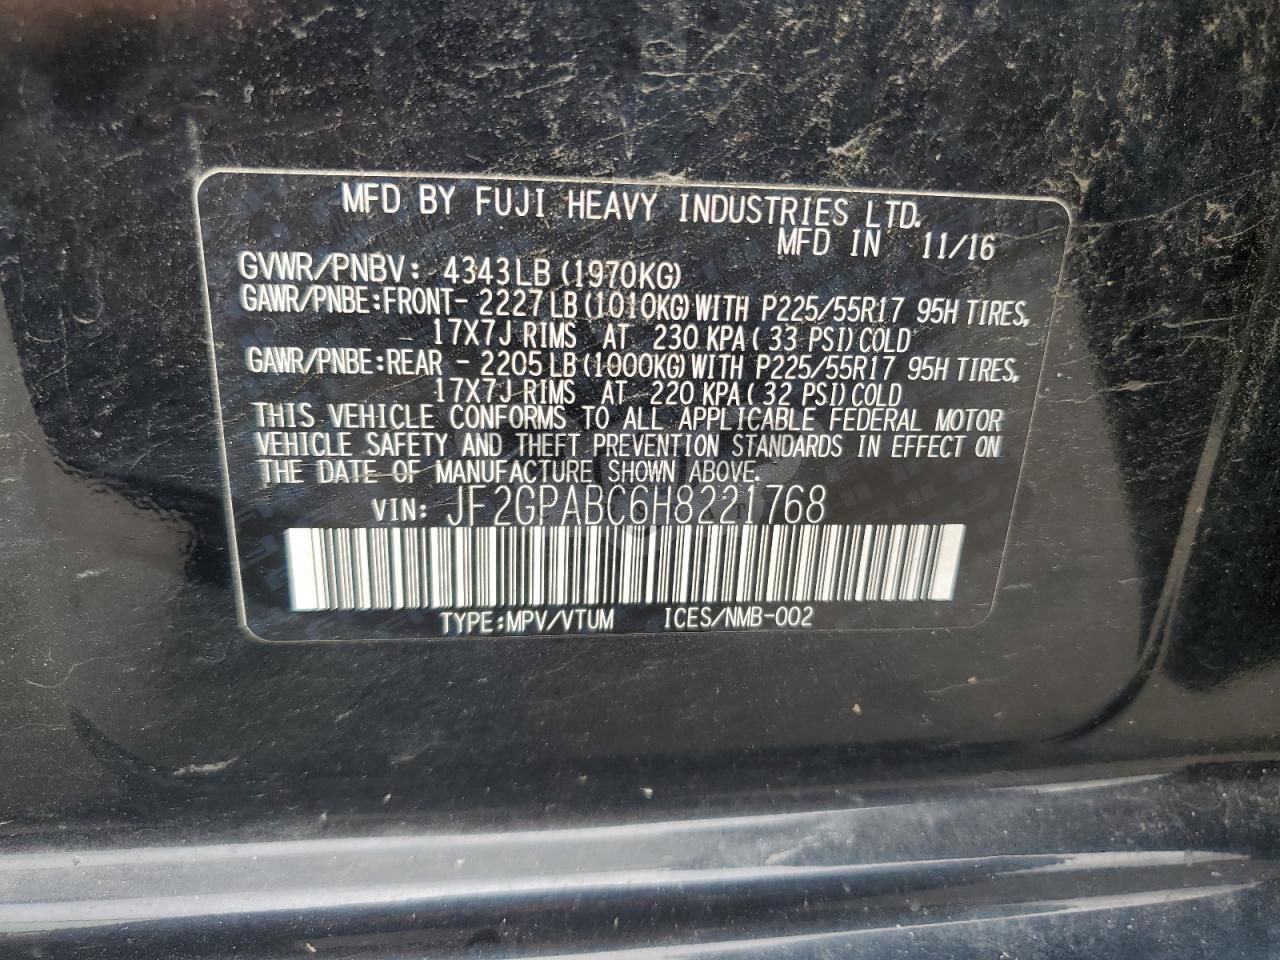 MFD BY FUJI HEAVY INDUSTRIES LTD.
MFD IN 11/16
GVWR/PNBV: 4343LB (1970KG)
GAWR/PNBE:FRONT- 2227LB (1010KG) WITH P225/55R17 95H TIRES,
17X7J RIMS AT 230 KPA (33 PSI) COLD
GAWR/PNBE:REAR - 2205LB (1000KG) WITH P225/55R17 95H TIRES,
17X7J RIMS AT 220 KPA (32 PSI) COLD
THIS VEHICLE CONFORMS TO ALL APPLICABLE FEDERAL MOTOR
VEHICLE SAFETY AND THEFT PREVENTION STANDARDS IN EFFECT ON
THE DATE OF MANUFACTURE SHOWN ABOVE.
VIN: JF2GPABC6H8221768
TYPE:MPV/VTUM ICES/NMB-002